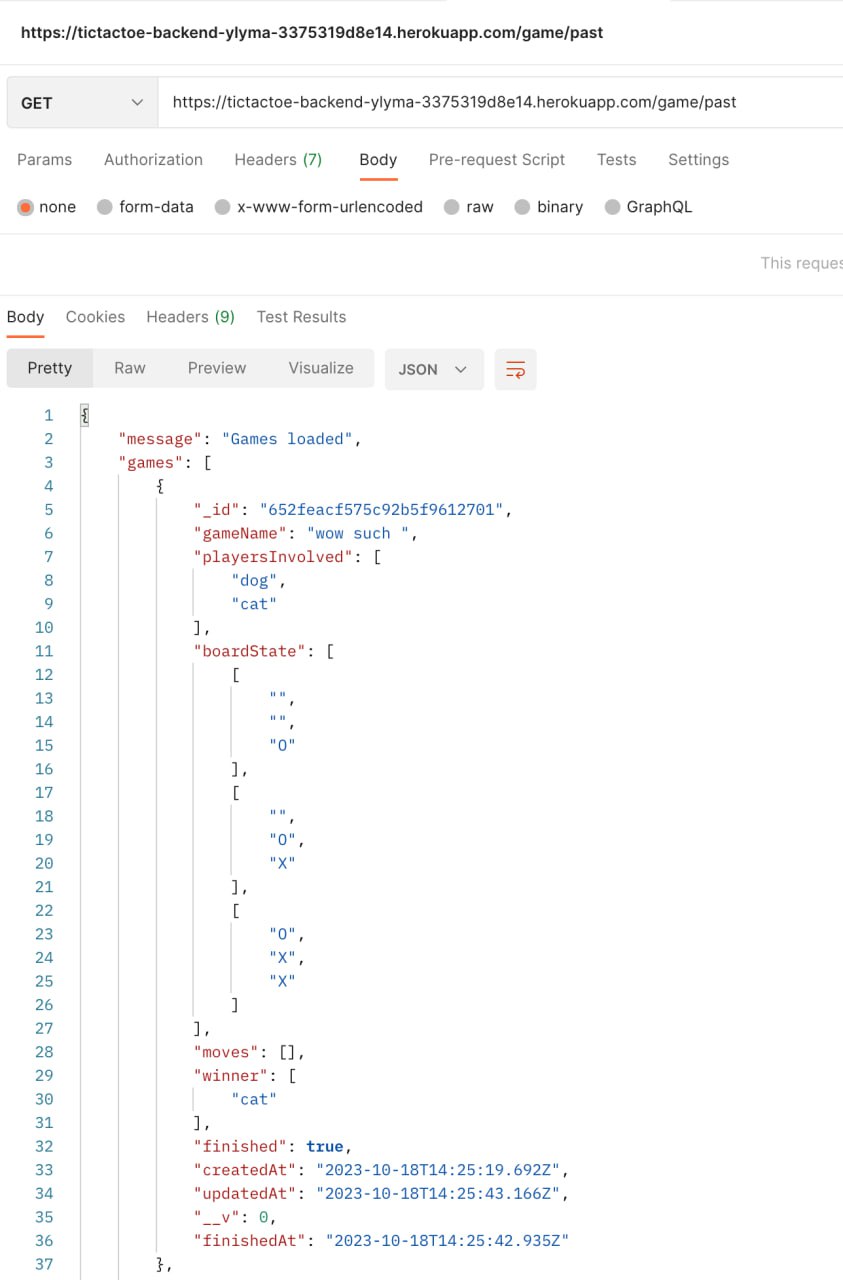 https://tictactoe-backend-ylyma-3375319d8e14.herokuapp.com/game/past
GET https://tictactoe-backend-ylyma-3375319d8e14.herokuapp.com/game/past
Params Authorization Headers (7) Body Pre-request Script Tests Settings
none form-data x-www-form-urlencoded raw binary GraphQL
This reques
Body Cookies Headers (9) Test Results
Pretty Raw Preview Visualize JSON
1 {
2 "message": "Games loaded",
3 "games": [
4 {
5 "_id": "652feacf575c92b5f9612701",
6 "gameName": "wow such ",
7 "playersInvolved": [
8 "dog",
9 "cat"
10 ],
11 "boardState": [
12 [
13 "",
14 "",
15 "O"
16 ],
17 [
18 "",
19 "O",
20 "X"
21 ],
22 [
23 "O",
24 "X",
25 "X"
26 ]
27 ],
28 "moves": [],
29 "winner": [
30 "cat"
31 ],
32 "finished": true,
33 "createdAt": "2023-10-18T14:25:19.692Z",
34 "updatedAt": "2023-10-18T14:25:43.166Z",
35 "__v": 0,
36 "finishedAt": "2023-10-18T14:25:42.935Z"
37 },